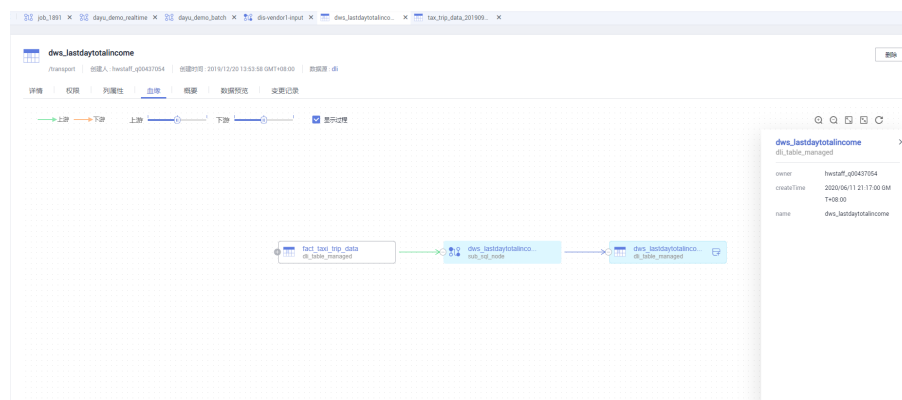 job_1891 × dayu_demo_realtime × dayu_demo_batch × dis-vendor1-input × dws_lastdaytotalinco... × tax_trip_data_201909... ×
dws_lastdaytotalincome
删除
/transport 创建人 : hwstaff_q00437054 创建时间 : 2019/12/20 13:53:58 GMT+08:00 数据源 : dli
详情 权限 列属性 血缘 概要 数据预览 变更记录
上游 下游 上游 下游 显示过程
dws_lastdaytotalincome
dli_table_managed
owner hwstaff_q00437054
createTime 2020/06/11 21:17:00 GM
T+08:00
name dws_lastdaytotalincome
fact_taxi_trip_data dws_lastdaytotalinco... dws_lastdaytotalinco...
dli_table_managed sub_sql_node dli_table_managed